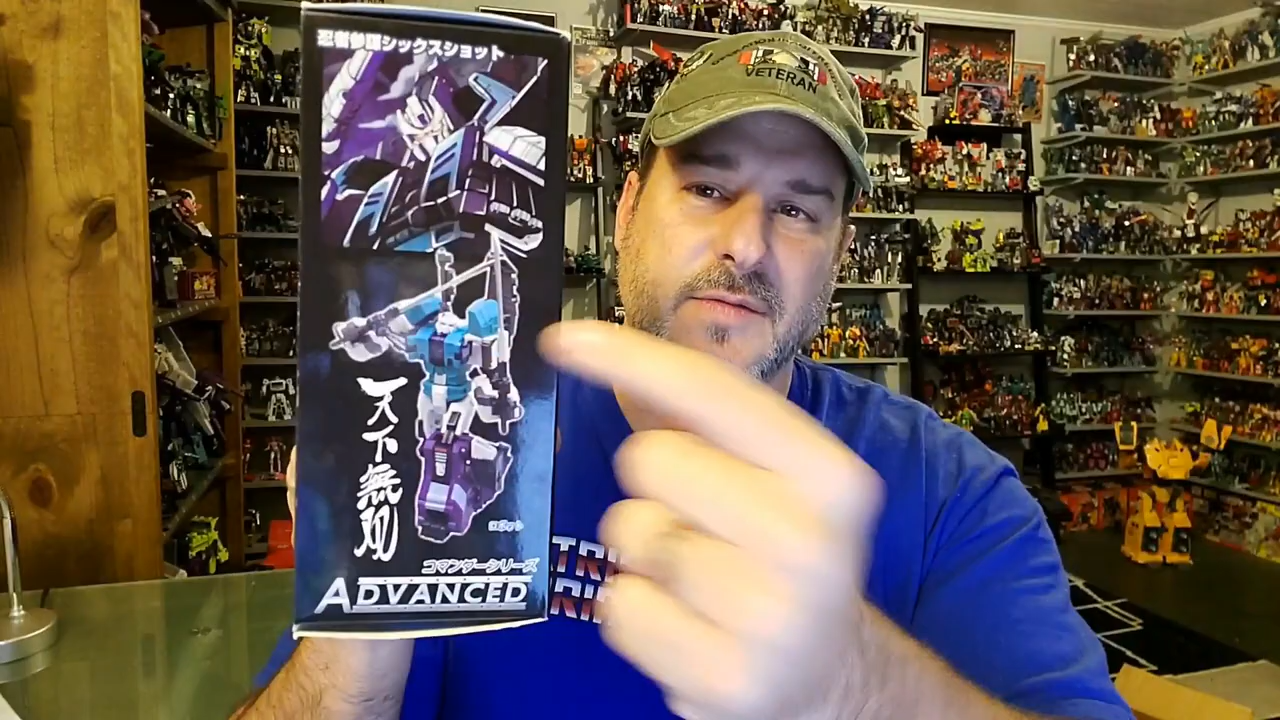 忍者参謀シックスショット
VETERAN
天下無双
ロボット
コマンダーシリーズ
ADVANCED